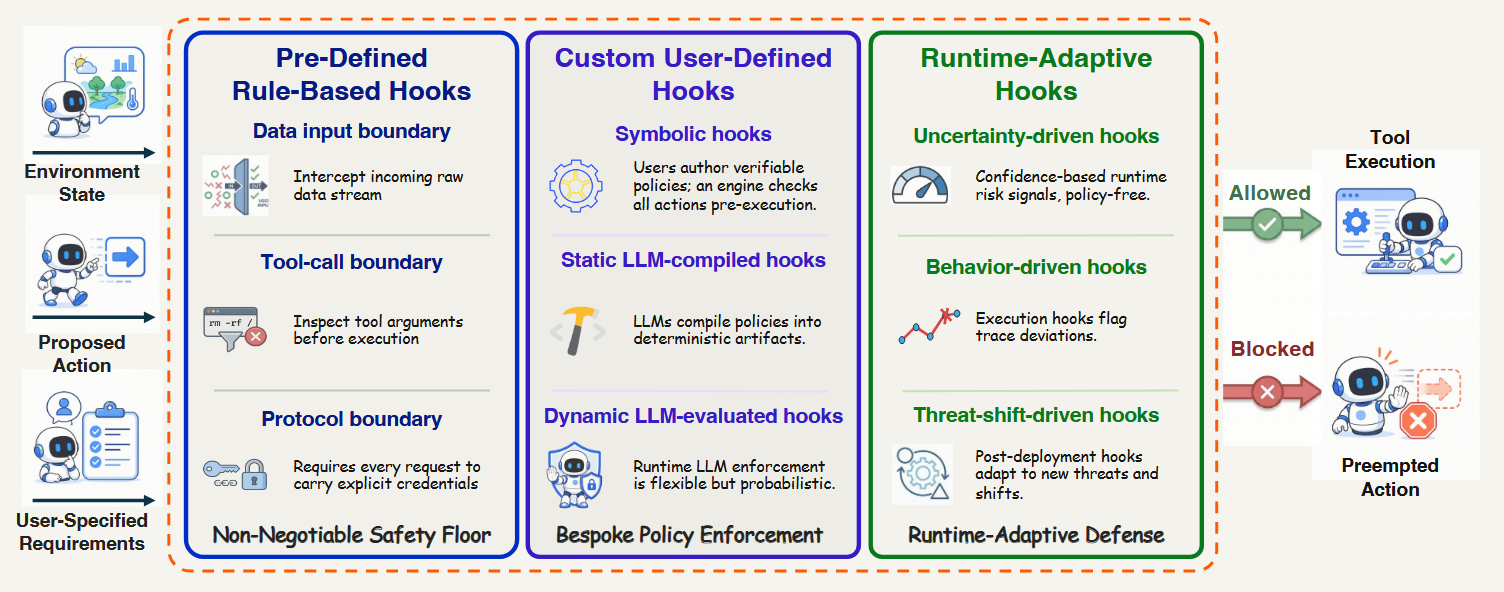 Environment
State
Proposed
Action
User-Specified
Requirements
Pre-Defined
Rule-Based Hooks
Data input boundary
Intercept incoming raw
data stream
Tool-call boundary
rm -rf /
Inspect tool arguments
before execution
Protocol boundary
Requires every request to
carry explicit credentials
Non-Negotiable Safety Floor
Custom User-Defined
Hooks
Symbolic hooks
Users author verifiable
policies; an engine checks
all actions pre-execution.
Static LLM-compiled hooks
LLMs compile policies into
deterministic artifacts.
Dynamic LLM-evaluated hooks
Runtime LLM enforcement
is flexible but probabilistic.
Bespoke Policy Enforcement
Runtime-Adaptive
Hooks
Uncertainty-driven hooks
Confidence-based runtime
risk signals, policy-free.
Behavior-driven hooks
Execution hooks flag
trace deviations.
Threat-shift-driven hooks
Post-deployment hooks
adapt to new threats and
shifts.
Runtime-Adaptive Defense
Allowed
Blocked
Tool
Execution
Preempted
Action